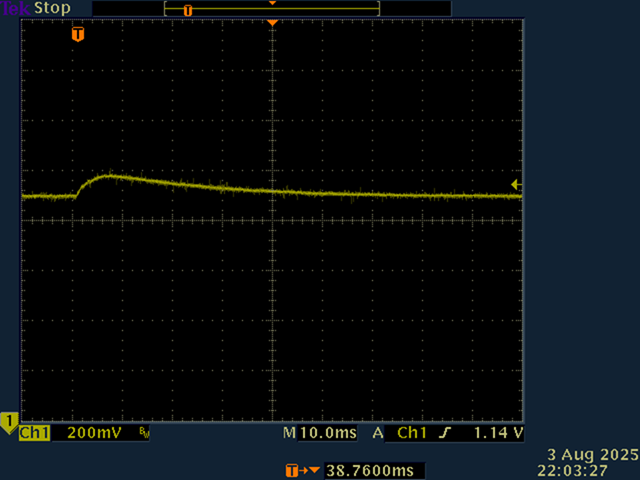 Tek Stop
T
T
1
Ch1 200mV BW M 10.0ms A Ch1 1.14 V
T 38.7600ms
3 Aug 2025
22:03:27